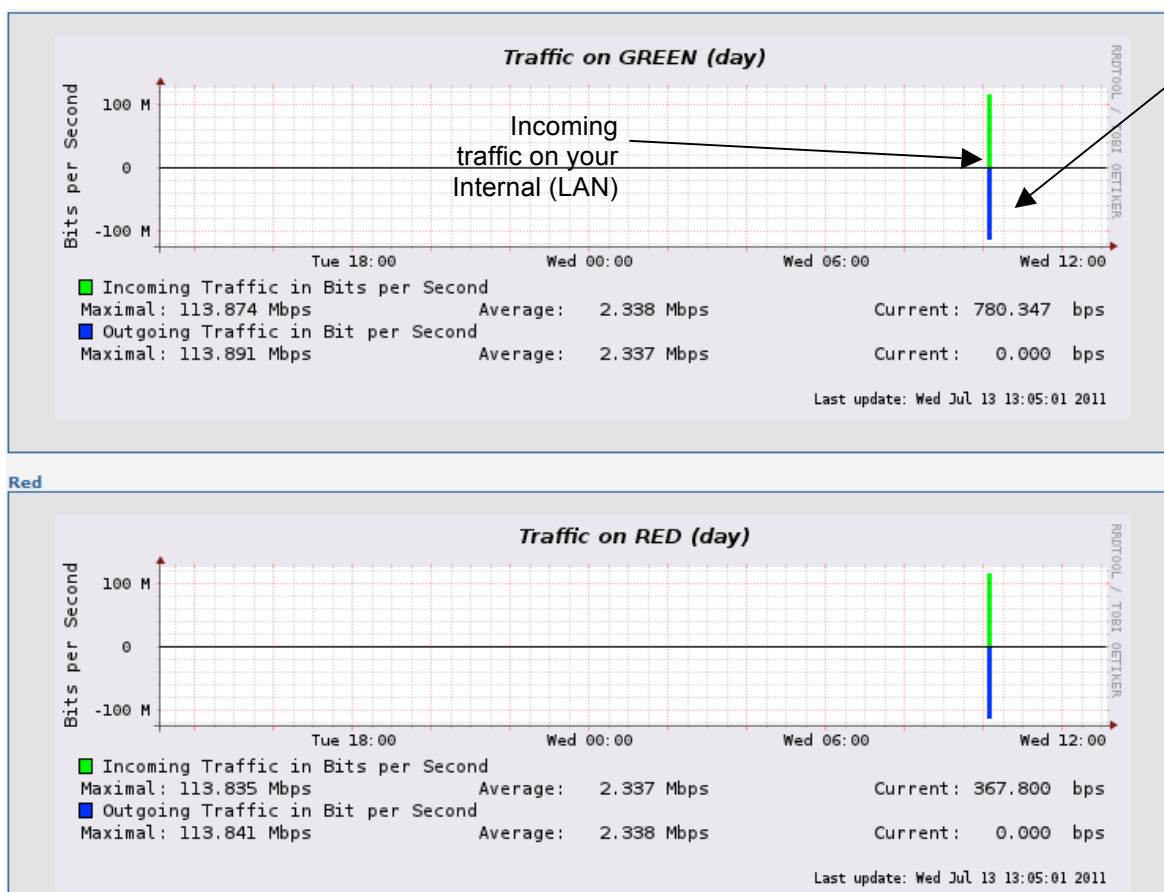 Traffic on GREEN (day)
RRDTOOL / TOBI OETIKER
Bits per Second
100 M
0
-100 M
Incoming
traffic on your
Internal (LAN)
Tue 18:00 Wed 00:00 Wed 06:00 Wed 12:00
Incoming Traffic in Bits per Second
Maximal: 113.874 Mbps Average: 2.338 Mbps Current: 780.347 bps
Outgoing Traffic in Bit per Second
Maximal: 113.891 Mbps Average: 2.337 Mbps Current: 0.000 bps
Last update: Wed Jul 13 13:05:01 2011
Red
Traffic on RED (day)
RRDTOOL / TOBI OETIKER
Bits per Second
100 M
0
-100 M
Tue 18:00 Wed 00:00 Wed 06:00 Wed 12:00
Incoming Traffic in Bits per Second
Maximal: 113.835 Mbps Average: 2.337 Mbps Current: 367.800 bps
Outgoing Traffic in Bit per Second
Maximal: 113.841 Mbps Average: 2.338 Mbps Current: 0.000 bps
Last update: Wed Jul 13 13:05:01 2011